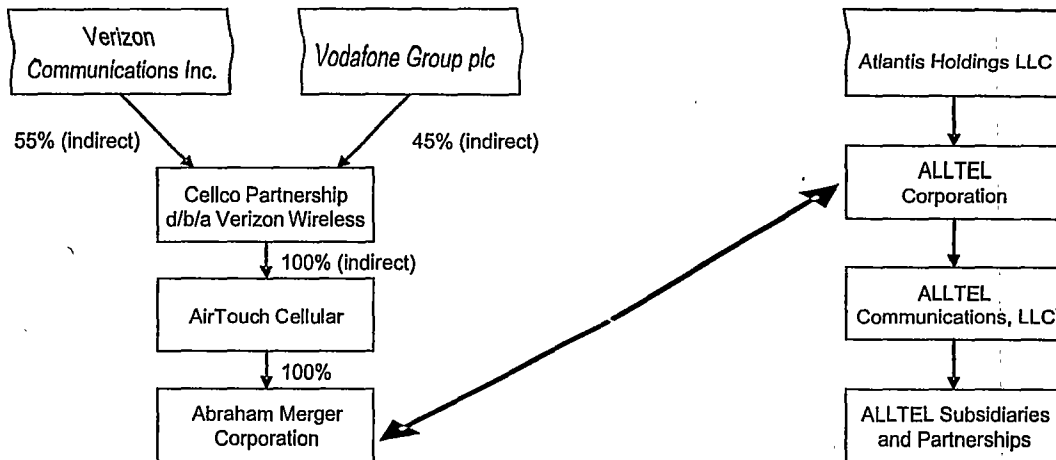 Verizon
Communications Inc.
Vodafone Group plc
55% (indirect)
45% (indirect)
Cellco Partnership
d/b/a Verizon Wireless
100% (indirect)
AirTouch Cellular
100%
Abraham Merger
Corporation
Atlantis Holdings LLC
ALLTEL
Corporation
ALLTEL
Communications, LLC
ALLTEL Subsidiaries
and Partnerships